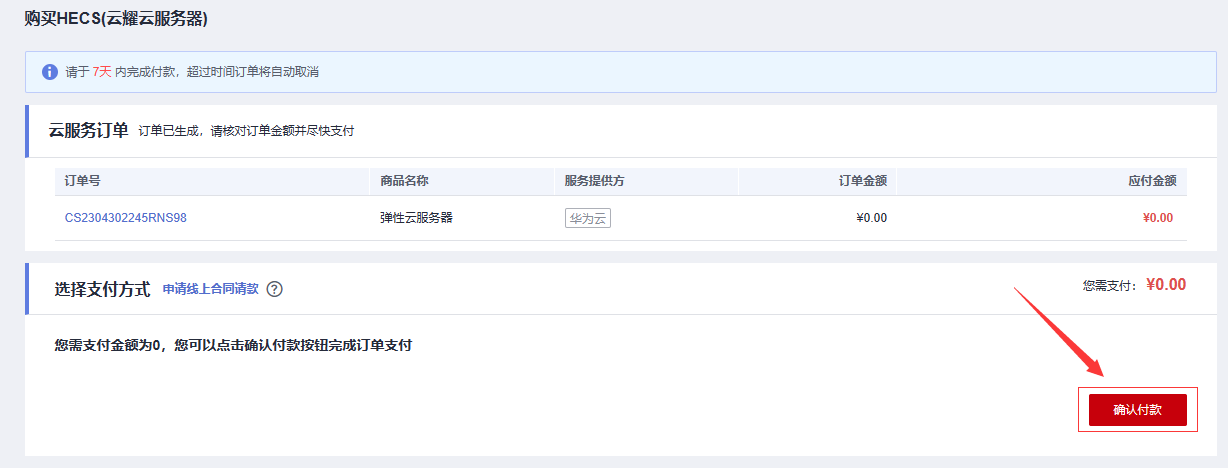 购买HECS(云耀云服务器)
请于 7天 内完成付款，超过时间订单将自动取消
云服务订单 订单已生成，请核对订单金额并尽快支付
订单号 商品名称 服务提供方 订单金额 应付金额
CS2304302245RNS98 弹性云服务器 华为云 ¥0.00 ¥0.00
选择支付方式 申请线上合同请款 ? 您需支付： ¥0.00
您需支付金额为0，您可以点击确认付款按钮完成订单支付
确认付款